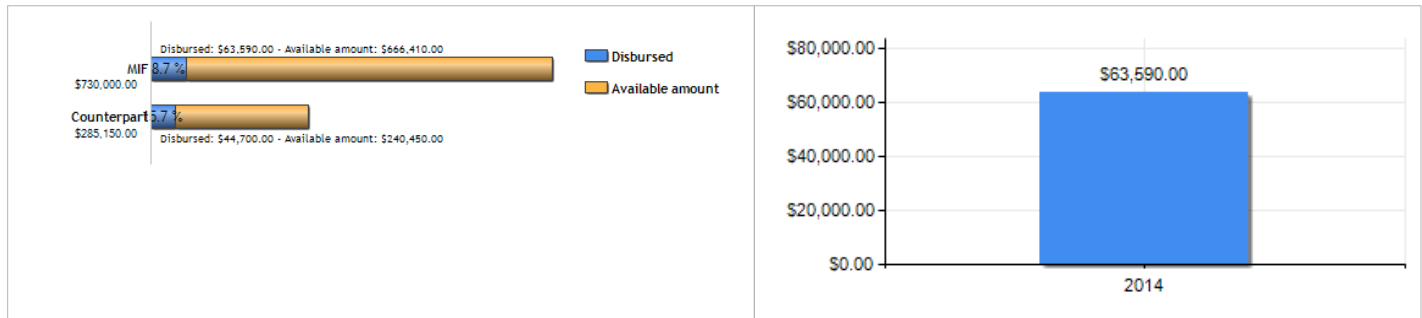 Disbursed: $63,590.00 - Available amount: $666,410.00
MIF 8.7 %
$730,000.00
Counterpart 5.7 %
$285,150.00
Disbursed: $44,700.00 - Available amount: $240,450.00
Disbursed
Available amount
$80,000.00
$60,000.00
$40,000.00
$20,000.00
$0.00
$63,590.00
2014